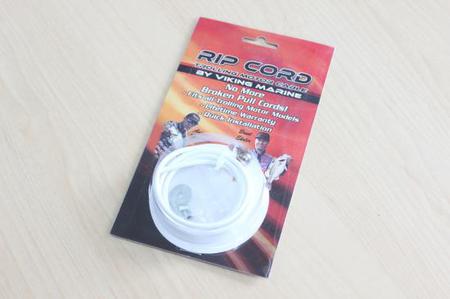 RIP CORD
TROLLING MOTOR CABLE
BY VIKING MARINE
No More
Broken Pull Cords!
- Fits all Trolling Motor Models
- Lifetime Warranty
- Quick Installation